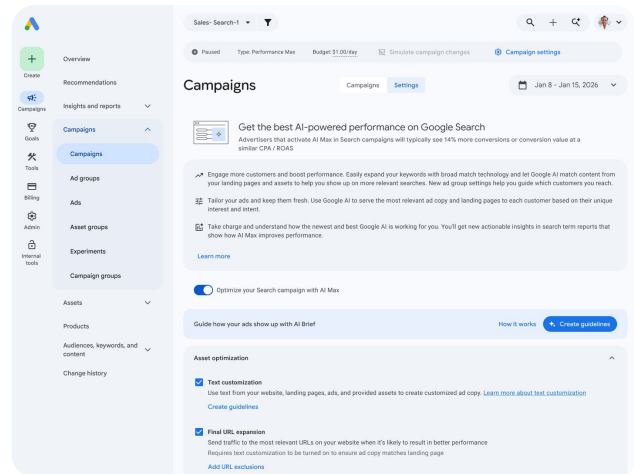 Sales- Search-1
Paused
Type: Performance Max
Budget $1.00/day
Simulate campaign changes
Campaign settings
Create
Campaigns
Goals
Tools
Billing
Admin
Internal
tools
Overview
Recommendations
Insights and reports
Campaigns
Campaigns
Ad groups
Ads
Asset groups
Experiments
Campaign groups
Assets
Products
Audiences, keywords, and
content
Change history
Campaigns
Campaigns
Settings
Jan 8 - Jan 15, 2026
Get the best AI-powered performance on Google Search
Advertisers that activate AI Max in Search campaigns will typically see 14% more conversions or conversion value at a
similar CPA / ROAS
Engage more customers and boost performance. Easily expand your keywords with broad match technology and let Google AI match content from
your landing pages and assets to help you show up on more relevant searches. New ad group settings help you guide which customers you reach.
Tailor your ads and keep them fresh. Use Google AI to serve the most relevant ad copy and landing pages to each customer based on their unique
interest and intent.
Take charge and understand how the newest and best Google AI is working for you. You'll get new actionable insights in search term reports that
show how AI Max improves performance.
Learn more
Optimize your Search campaign with AI Max
Guide how your ads show up with AI Brief
How it works
Create guidelines
Asset optimization
Text customization
Use text from your website, landing pages, ads, and provided assets to create customized ad copy. Learn more about text customization
Create guidelines
Final URL expansion
Send traffic to the most relevant URLs on your website when it's likely to result in better performance
Requires text customization to be turned on to ensure ad copy matches landing page
Add URL exclusions